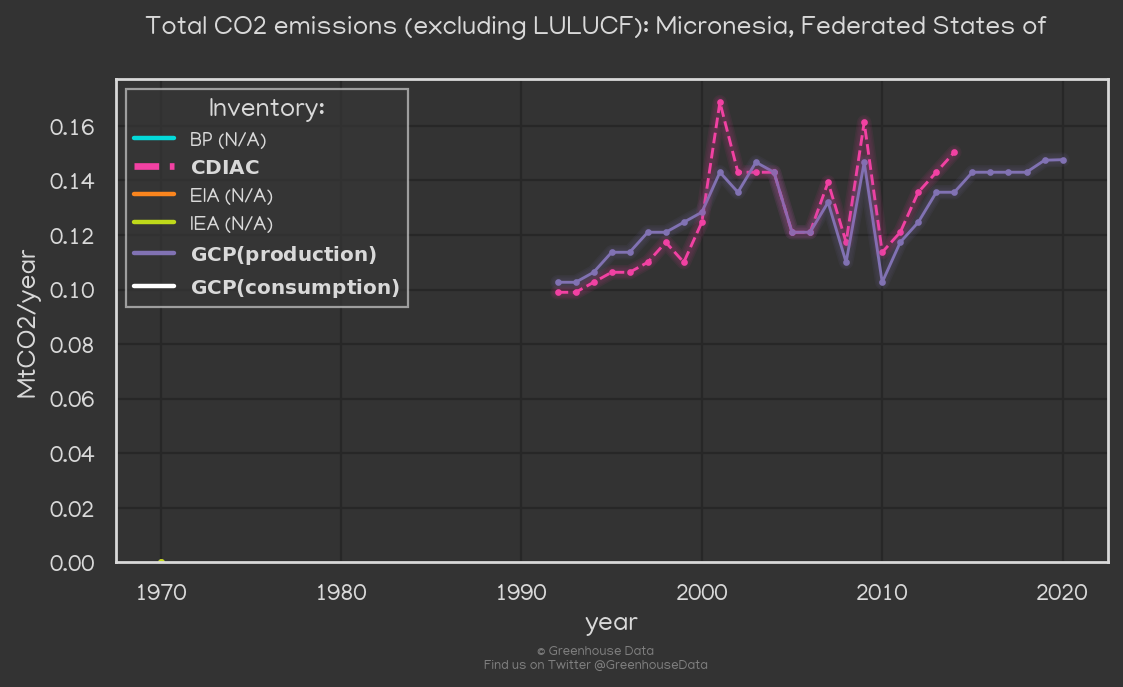 Total CO2 emissions (excluding LULUCF): Micronesia, Federated States of
Inventory:
BP (N/A)
CDIAC
EIA (N/A)
IEA (N/A)
GCP(production)
GCP(consumption)
MtCO2/year
0.16
0.14
0.12
0.10
0.08
0.06
0.04
0.02
0.00
1970 1980 1990 2000 2010 2020
year
© Greenhouse Data
Find us on Twitter @GreenhouseData